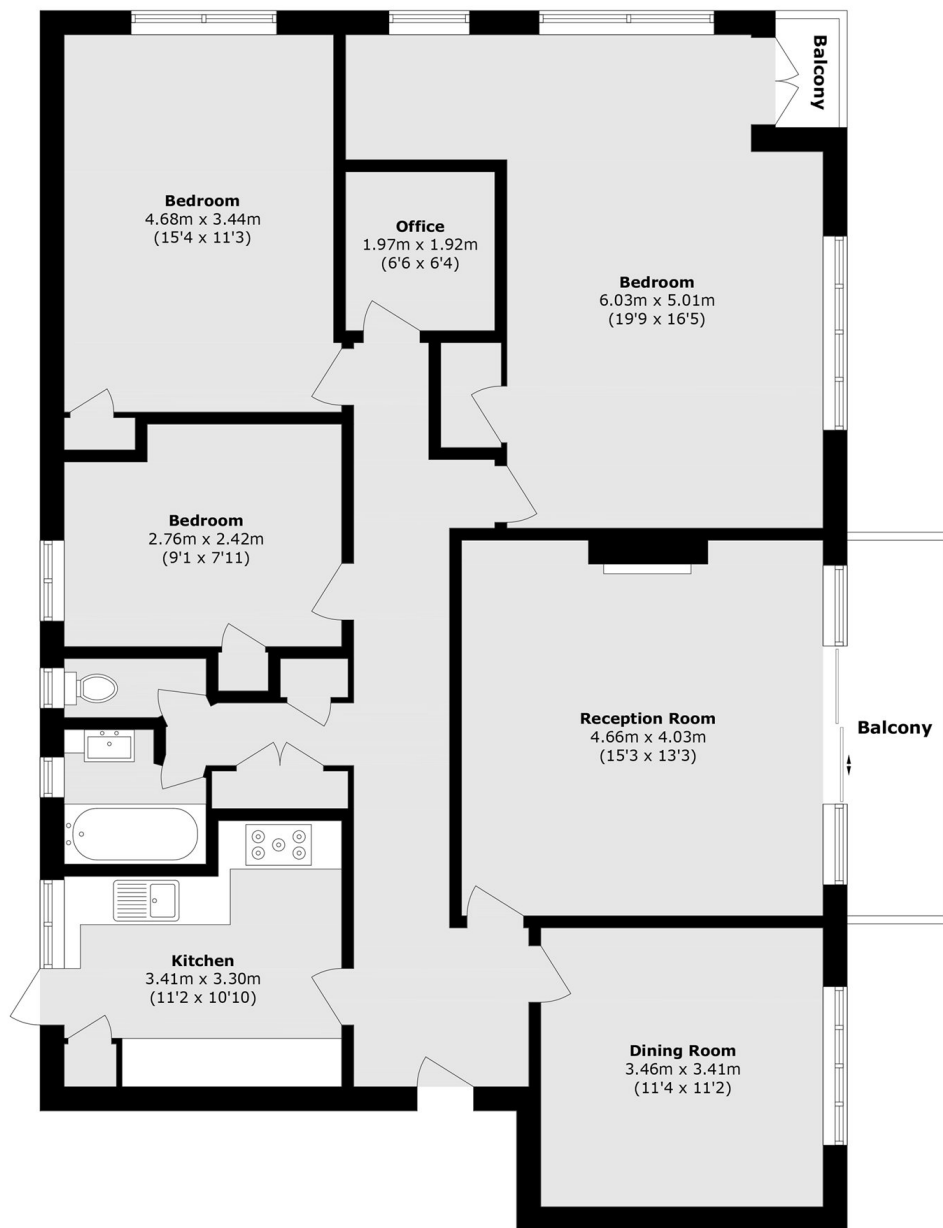 Balcony
Bedroom
4.68m x 3.44m
(15'4 x 11'3)
Office
1.97m x 1.92m
(6'6 x 6'4)
Bedroom
6.03m x 5.01m
(19'9 x 16'5)
Bedroom
2.76m x 2.42m
(9'1 x 7'11)
Reception Room
4.66m x 4.03m
(15'3 x 13'3)
Balcony
Kitchen
3.41m x 3.30m
(11'2 x 10'10)
Dining Room
3.46m x 3.41m
(11'4 x 11'2)